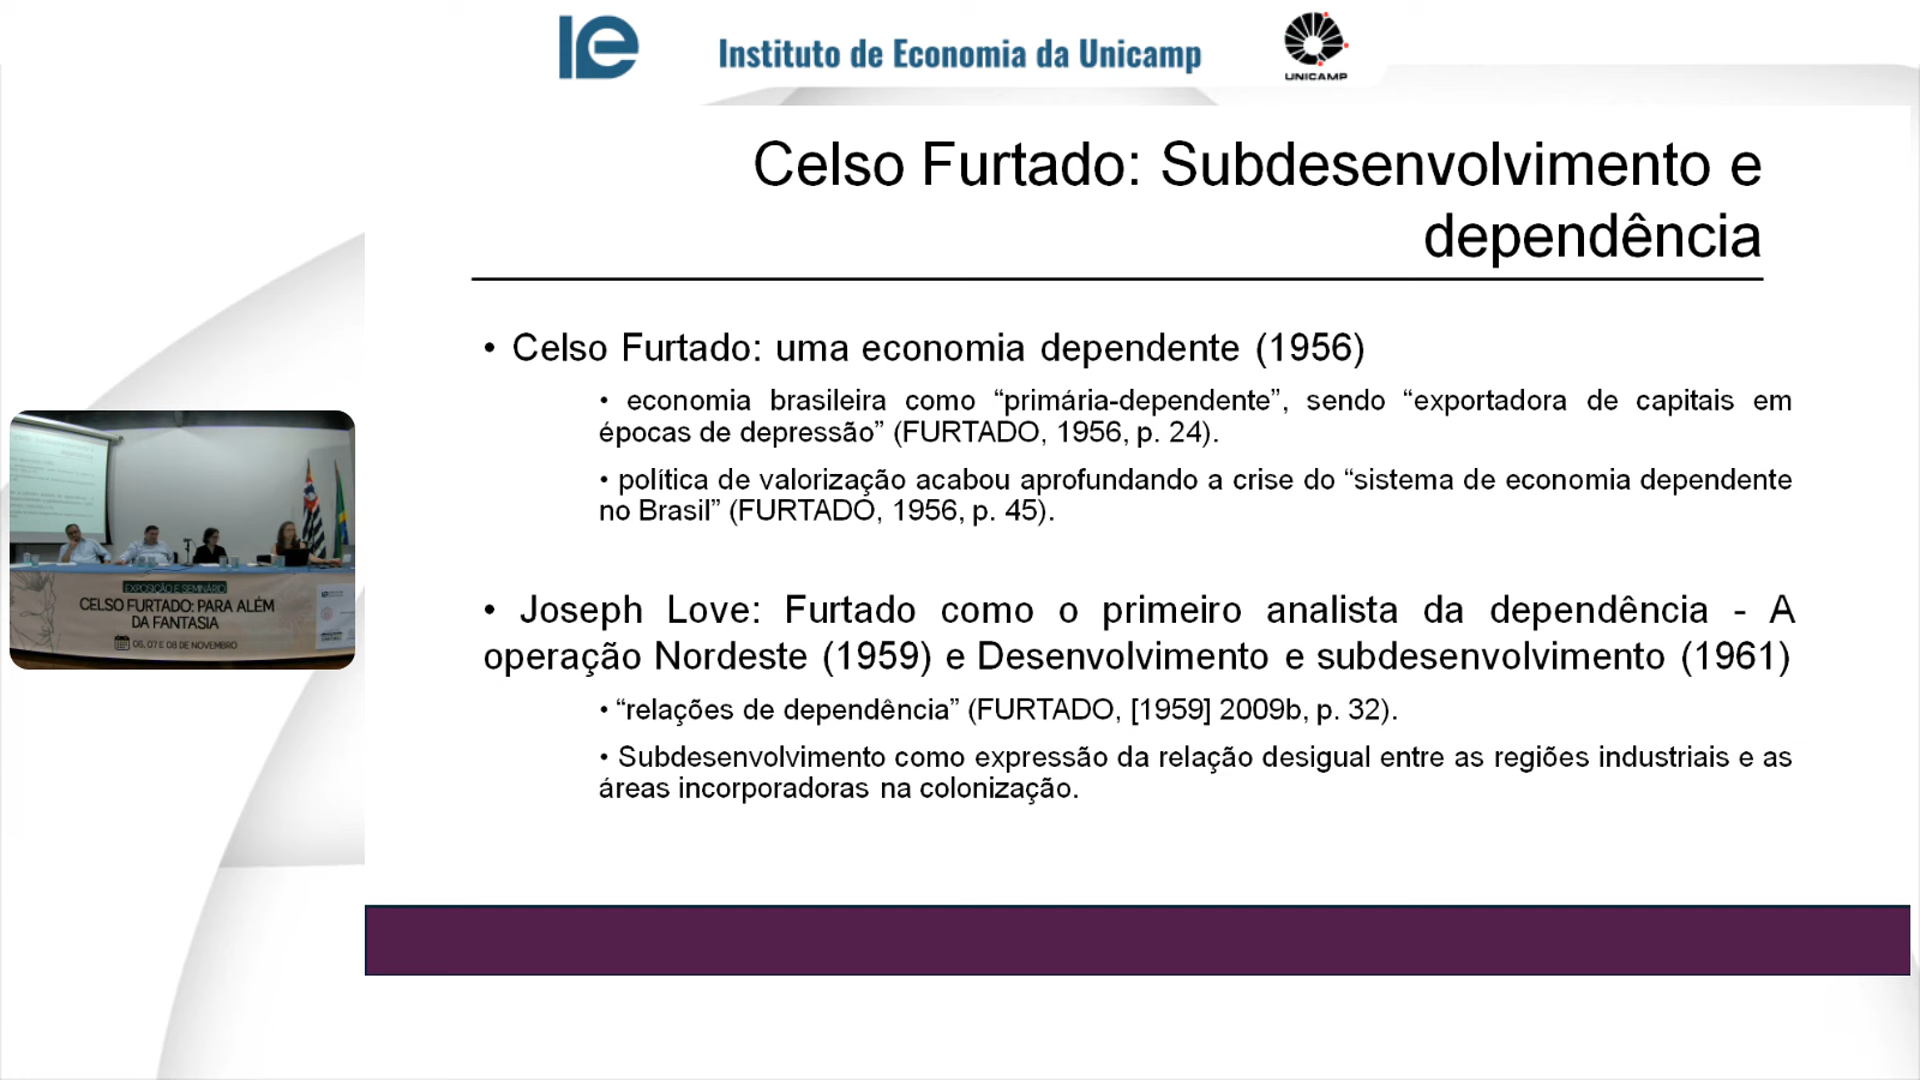 Instituto de Economia da Unicamp
UNICAMP
Celso Furtado: Subdesenvolvimento e
dependência
• Celso Furtado: uma economia dependente (1956)
• economia brasileira como “primária-dependente”, sendo “exportadora de capitais em
épocas de depressão” (FURTADO, 1956, p. 24).
• política de valorização acabou aprofundando a crise do “sistema de economia dependente
no Brasil” (FURTADO, 1956, p. 45).
• Joseph Love: Furtado como o primeiro analista da dependência - A
operação Nordeste (1959) e Desenvolvimento e subdesenvolvimento (1961)
• “relações de dependência” (FURTADO, [1959] 2009b, p. 32).
• Subdesenvolvimento como expressão da relação desigual entre as regiões industriais e as
áreas incorporadoras na colonização.
EXPOSIÇÃO E SEMINÁRIO
CELSO FURTADO: PARA ALÉM
DA FANTASIA
06, 07 E 08 DE NOVEMBRO